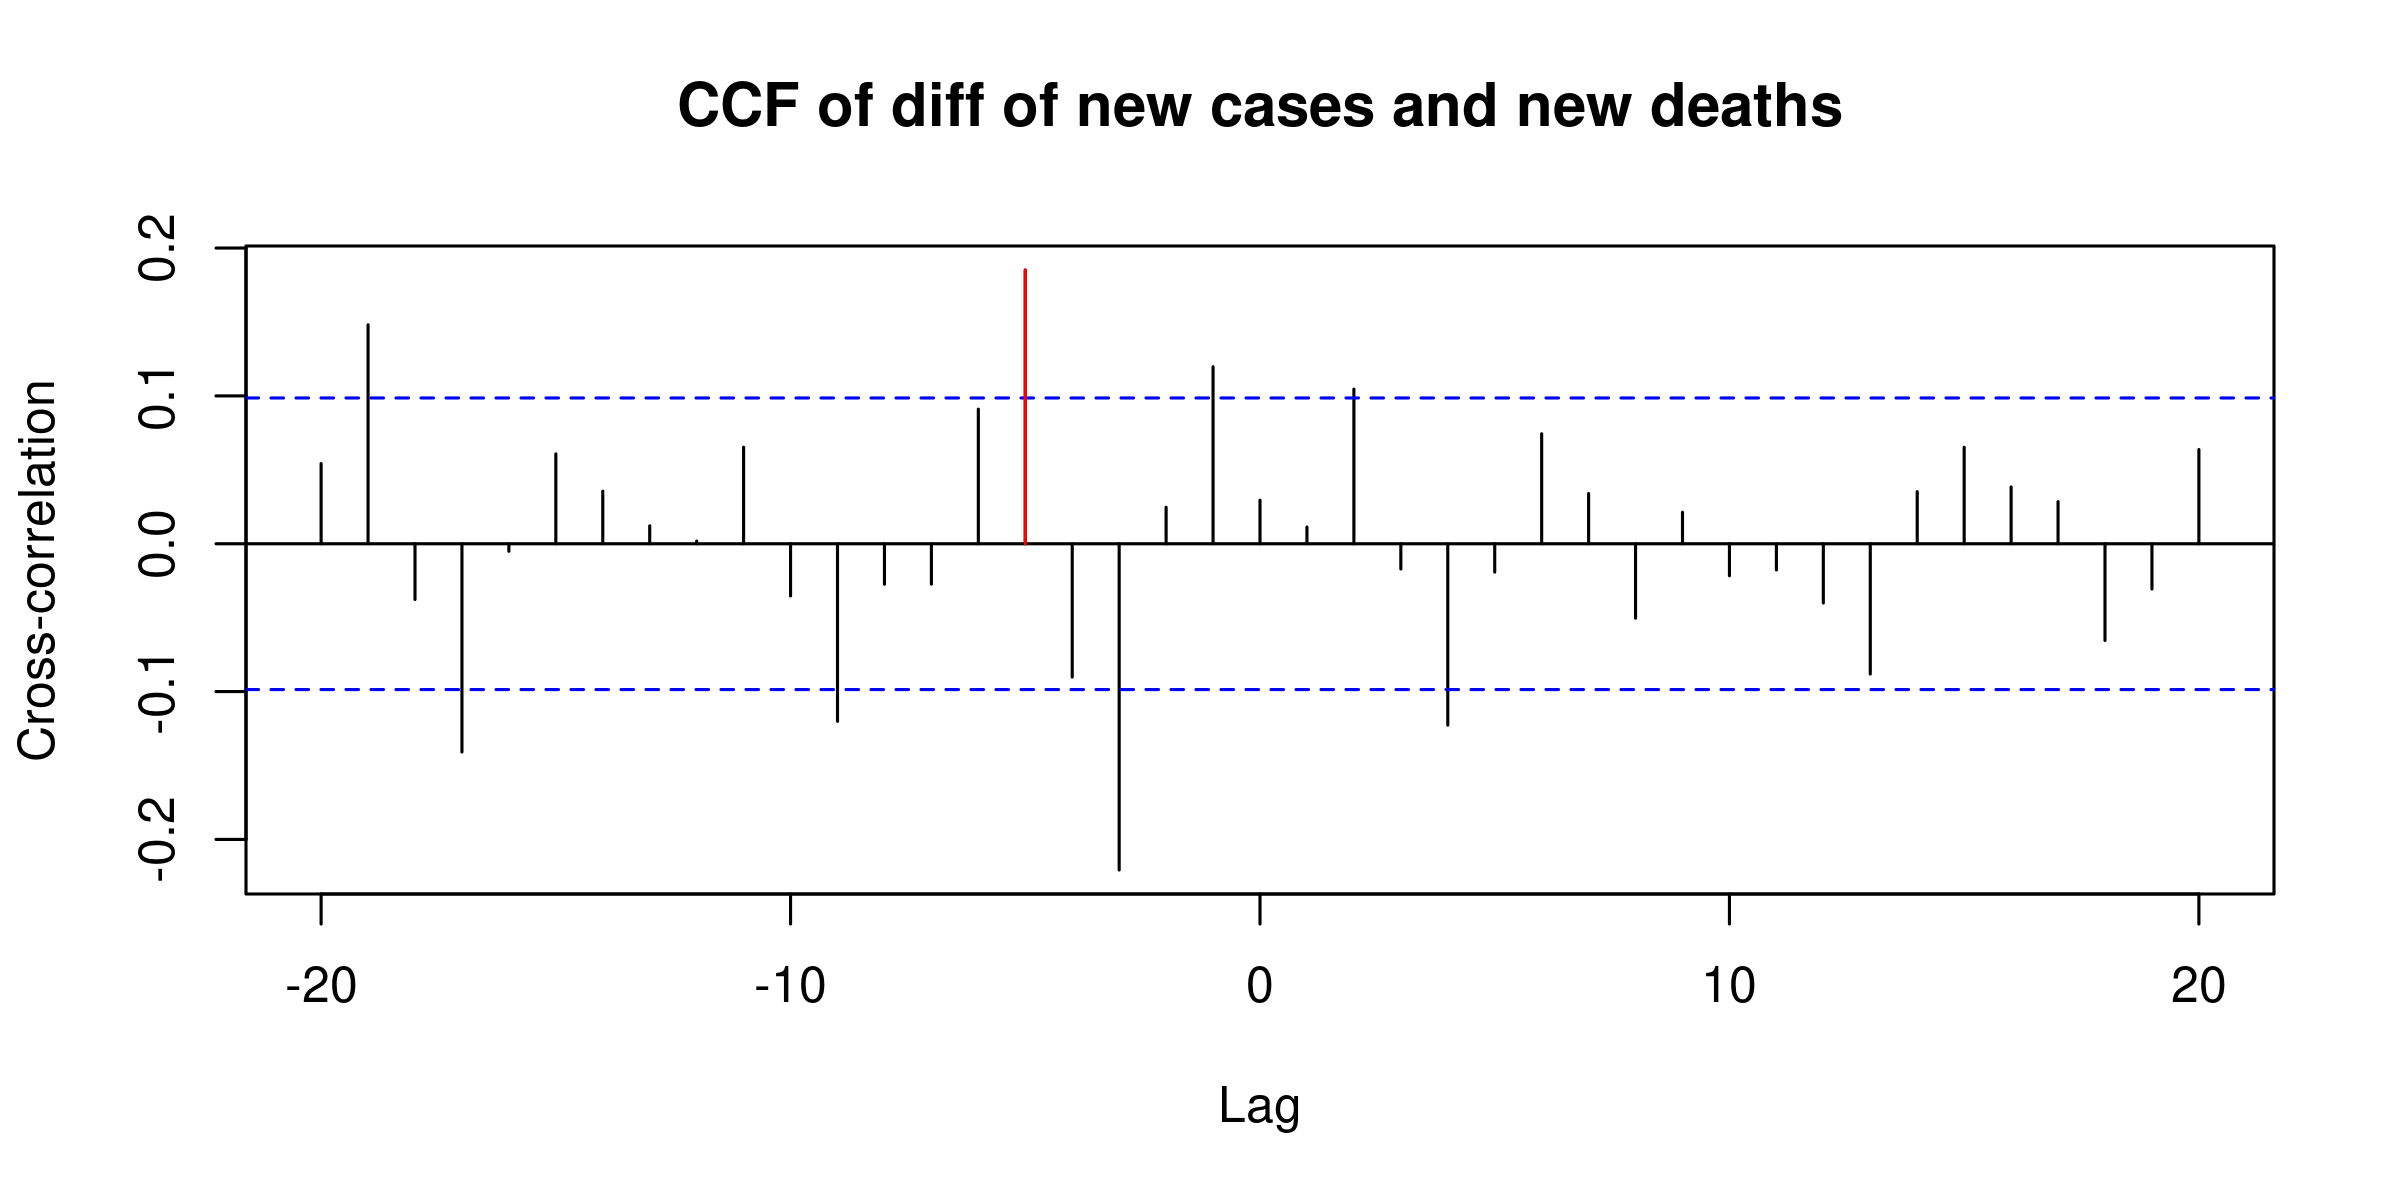 CCF of diff of new cases and new deaths
Cross-correlation
0.2
0.1
0.0
-0.1
-0.2
-20 -10 0 10 20
Lag